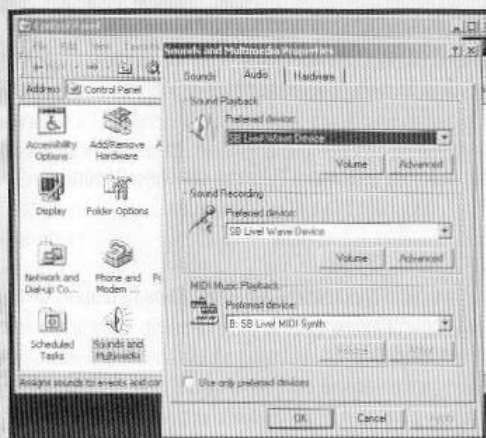 Control Panel
File Edit View Favorites
Address Control Panel
Accessibility Options
Add/Remove Hardware
Display
Folder Options
Network and Dial-up Co...
Phone and Modem ...
Scheduled Tasks
Sounds and Multimedia
Assigns sounds to events and con
Sounds and Multimedia Properties
Sounds Audio Hardware
Sound Playback
Preferred device:
SB Live! Wave Device
Volume Advanced
Sound Recording
Preferred device:
SB Live! Wave Device
Volume Advanced
MIDI Music Playback
Preferred device:
B: SB Live! MIDI Synth
Volume About
Use only preferred devices
OK Cancel Apply